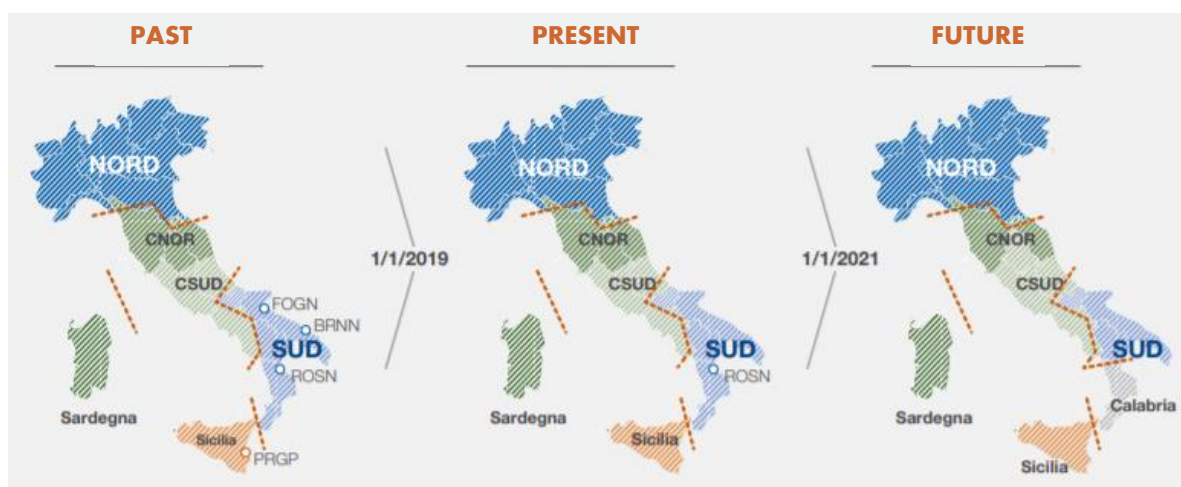 PAST
NORD
CNOR
CSUD
FOGN
BRNN
SUD
ROSN
Sardegna
Sicilia
PRGP
1/1/2019
PRESENT
NORD
CNOR
CSUD
SUD
ROSN
Sardegna
Sicilia
1/1/2021
FUTURE
NORD
CNOR
CSUD
SUD
Calabria
Sardegna
Sicilia